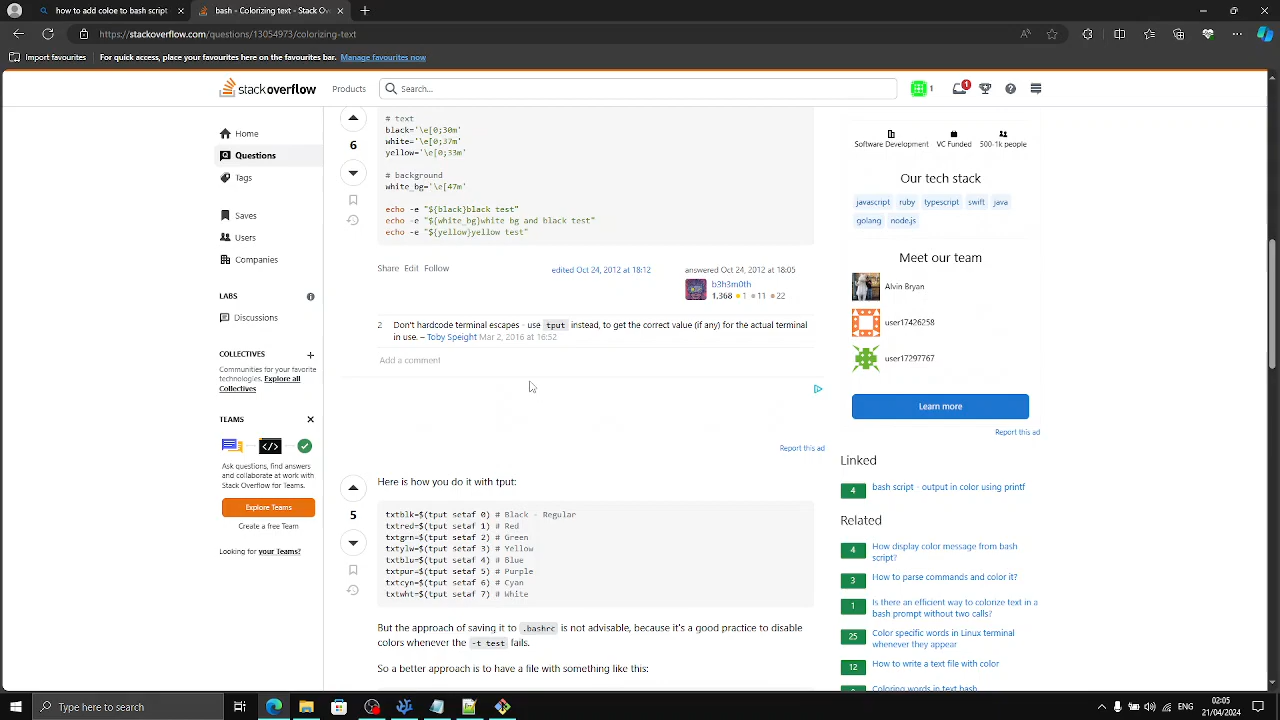 how to add coloe to bash script
bash - Colorizing text - Stack Ov
https://stackoverflow.com/questions/13054973/colorizing-text
Import favourites
For quick access, place your favourites here on the favourites bar. Manage favourites now
stackoverflow
Products
Search...
1
1
Home
Questions
Tags
Saves
Users
Companies
LABS
Discussions
COLLECTIVES
Communities for your favorite
technologies. Explore all
Collectives
TEAMS
Ask questions, find answers
and collaborate at work with
Stack Overflow for Teams.
Explore Teams
Create a free Team
Looking for your Teams?
6
# text
black='\e[0;30m'
white='\e[0;37m'
yellow='\e[0;33m'
# background
white_bg='\e[47m'
echo -e "${black}black test"
echo -e "${white_bg}white bg and black test"
echo -e "${yellow}yellow test"
Share Edit Follow
edited Oct 24, 2012 at 18:12
answered Oct 24, 2012 at 18:05
b3h3m0th
1,368 1 11 22
2 Don't hardcode terminal escapes - use tput instead, to get the correct value (if any) for the actual terminal
in use. – Toby Speight Mar 2, 2016 at 16:52
Add a comment
Report this ad
5
Here is how you do it with tput:
txtblk=$(tput setaf 0) # Black - Regular
txtred=$(tput setaf 1) # Red
txtgrn=$(tput setaf 2) # Green
txtylw=$(tput setaf 3) # Yellow
txtblu=$(tput setaf 4) # Blue
txtpur=$(tput setaf 5) # Purple
txtcyn=$(tput setaf 6) # Cyan
txtwht=$(tput setaf 7) # White
But the approach of saving it to .bashrc is not advisable, because it's a good practice to disable
colors whenever the -t test fails.
So a better approach is to have a file with something like this:
Software Development
VC Funded
500-1k people
Our tech stack
javascript ruby typescript swift java
golang node.js
Meet our team
Alvin Bryan
user17426258
user17297767
Learn more
Report this ad
Linked
4 bash script - output in color using printf
Related
4 How display color message from bash
script?
3 How to parse commands and color it?
1 Is there an efficient way to colorize text in a
bash prompt without two calls?
25 Color specific words in Linux terminal
whenever they appear
12 How to write a text file with color
Coloring words in text bash
Type here to search
ENG
02:05
21/04/2024